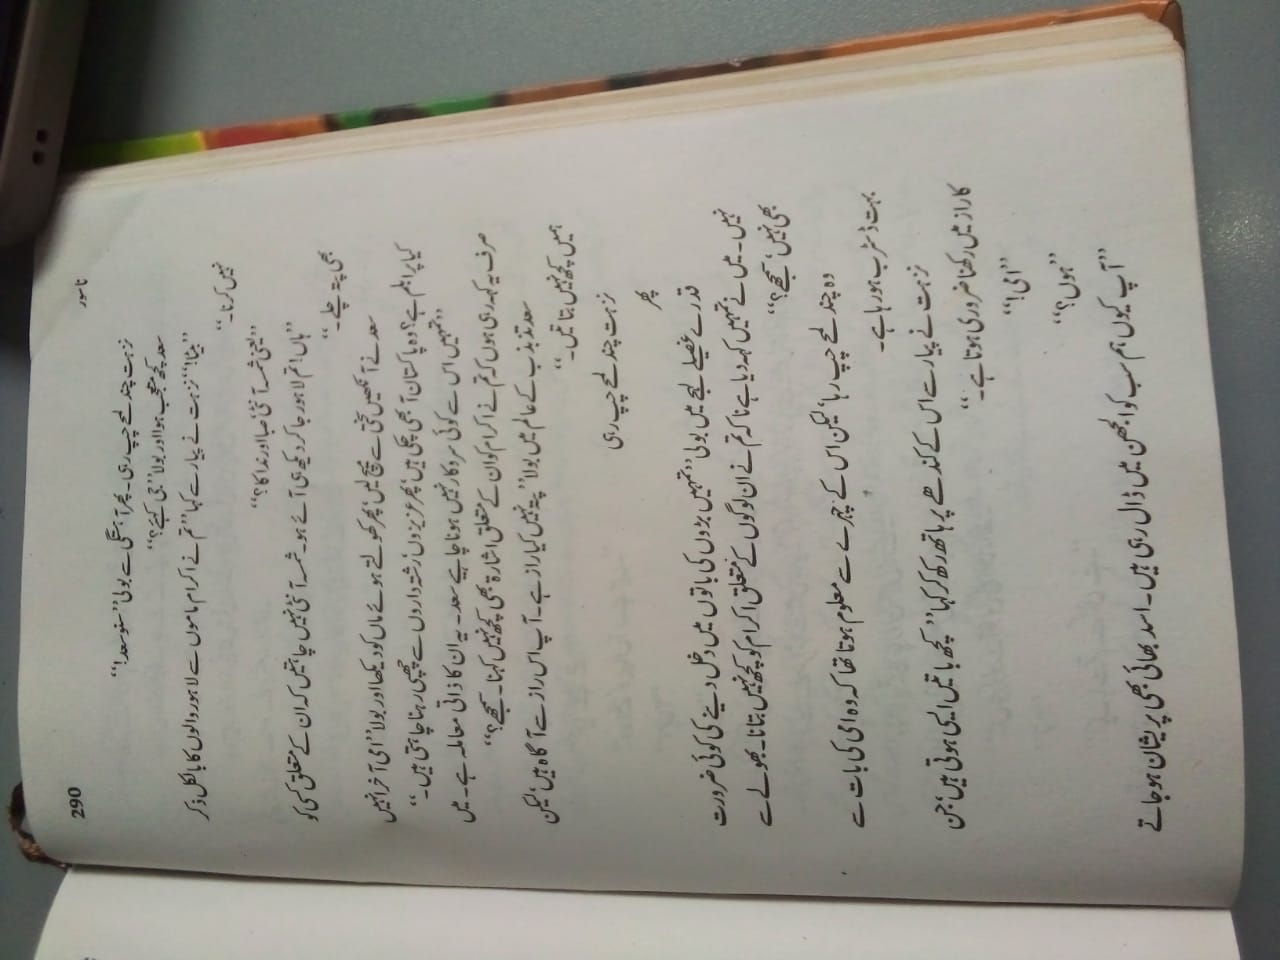 290
ناسور
نزہت چند لمحے چپ رہی۔ پھر آہستگی سے بولی ’’سنو سعد!‘‘
سعد کچھ متعجب ہوا اور بولا ’’جی کہئے؟‘‘
’’بیٹا!‘‘ نزہت نے پیار سے کہا ’’تم نے اکرام ماموں سے لاہور والوں کا بالکل ذکر
نہیں کرنا۔‘‘
’’یعنی شمسہ آنٹی‘ صبا اور ندا کا؟‘‘
’’ہاں! تم لاہور جا کر دیکھ ہی آئے ہو۔ شمسہ آنٹی نہیں چاہتیں کہ ان کے متعلق کسی کو
بھی پتہ چلے۔‘‘
سعد نے آنکھیں سختی سے میچ لیں‘ پھر کھولتے ہوئے ماں کو دیکھا اور بولا ’’امی آخر انہیں
کیا پرابلم ہے؟ وہ پاکستان آ بھی چکی ہیں‘ پھر عزیزوں‘ رشتہ داروں سے چھپی رہنا چاہتی ہیں۔‘‘
’’تمہیں اس سے کوئی سروکار نہیں ہونا چاہیے سعد۔ یہ ان کا ذاتی معاملہ ہے۔ میں
صرف یہ کہہ رہی ہوں کہ تم نے اکرام کو ان کے متعلق اشارۃً بھی کچھ نہیں کہنا۔ سمجھے؟‘‘
سعد تذبذب کے عالم میں بولا ’’پتہ نہیں کیا راز ہے۔ آپ اس راز سے آگاہ ہیں‘ لیکن
ہمیں کچھ نہیں بتاتیں۔‘‘
نزہت چند لمحے چپ رہی
پھر
قدرے غصیلے لہجے میں بولی ’’تمہیں بڑوں کی باتوں میں دخل دینے کی کوئی ضرورت
نہیں۔ میں نے تمہیں کہہ دیا ہے نا کہ تم نے ان لوگوں کے متعلق اکرام کو کچھ نہیں بتانا۔ بھولے سے
بھی نہیں‘ سمجھے؟‘‘
وہ چند لمحے چپ رہا‘ لیکن اس کے چہرے سے معلوم ہوتا تھا کہ وہ امی کی بات سے
بہت ڈسٹرب ہو رہا ہے۔
نزہت نے پیار سے اس کے کندھے پر ہاتھ رکھ کر کہا ’’کچھ باتیں ایسی ہوتی ہیں‘ جن
کا راز میں رکھنا ضروری ہوتا ہے۔‘‘
’’امی!‘‘
’’ہوں؟‘‘
’’آپ کیوں ہم سب کو الجھن میں ڈال رہی ہیں۔ اسد بھائی بھی پریشان ہو جاتے